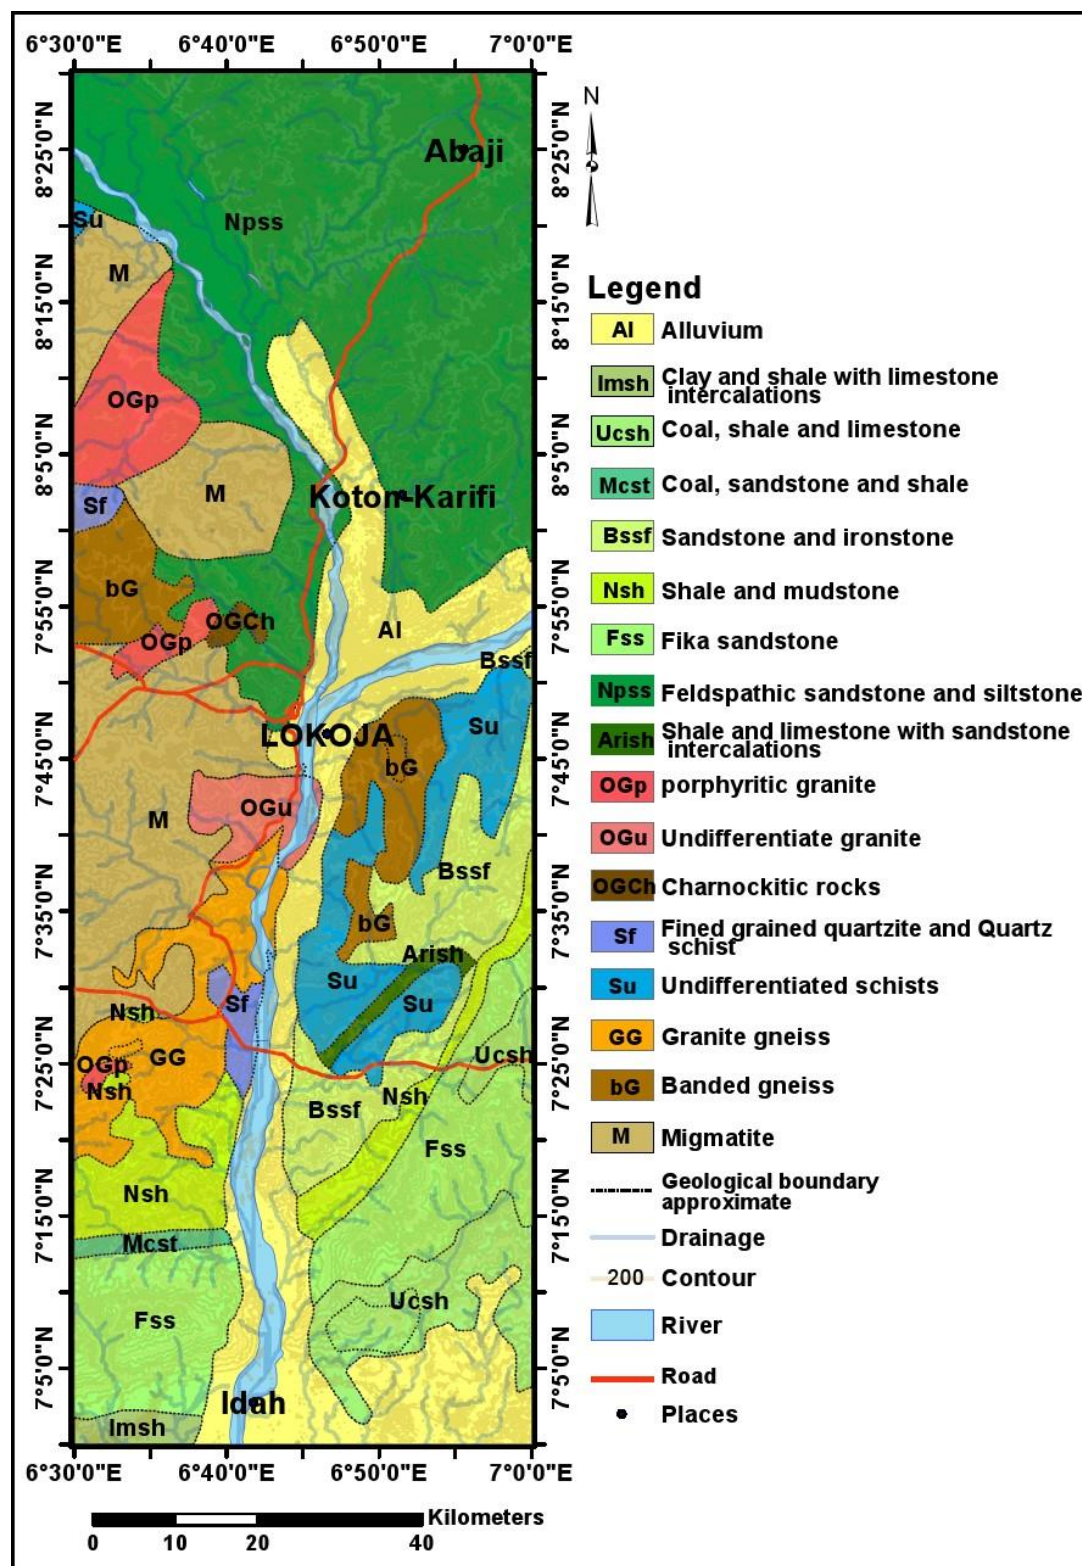 6°30'0"E 6°40'0"E 6°50'0"E 7°0'0"E
N
8°25'0"N
8°25'0"N
Abaji
Su
Npss
M
8°15'0"N
8°15'0"N
OGp
8°5'0"N
8°5'0"N
Sf
M
Koton-Karifi
bG
7°55'0"N
7°55'0"N
OGCh
OGp
Al
Bssf
LOKOJA
Su
bG
7°45'0"N
7°45'0"N
M
OGu
Bssf
7°35'0"N
7°35'0"N
bG
Arish
Su
Su
Sf
Nsh
GG
OGp
Nsh
Ucsh
7°25'0"N
7°25'0"N
Bssf
Nsh
Fss
Nsh
7°15'0"N
7°15'0"N
Mcst
Ucsh
Fss
7°5'0"N
7°5'0"N
Idah
Imsh
6°30'0"E 6°40'0"E 6°50'0"E 7°0'0"E
Kilometers
0 10 20 40
Legend
Al Alluvium
Imsh Clay and shale with limestone
intercalations
Ucsh Coal, shale and limestone
Mcst Coal, sandstone and shale
Bssf Sandstone and ironstone
Nsh Shale and mudstone
Fss Fika sandstone
Npss Feldspathic sandstone and siltstone
Arish Shale and limestone with sandstone
intercalations
OGp porphyritic granite
OGu Undifferentiate granite
OGCh Charnockitic rocks
Sf Fined grained quartzite and Quartz
schist
Su Undifferentiated schists
GG Granite gneiss
bG Banded gneiss
M Migmatite
Geological boundary
approximate
Drainage
200 Contour
River
Road
Places